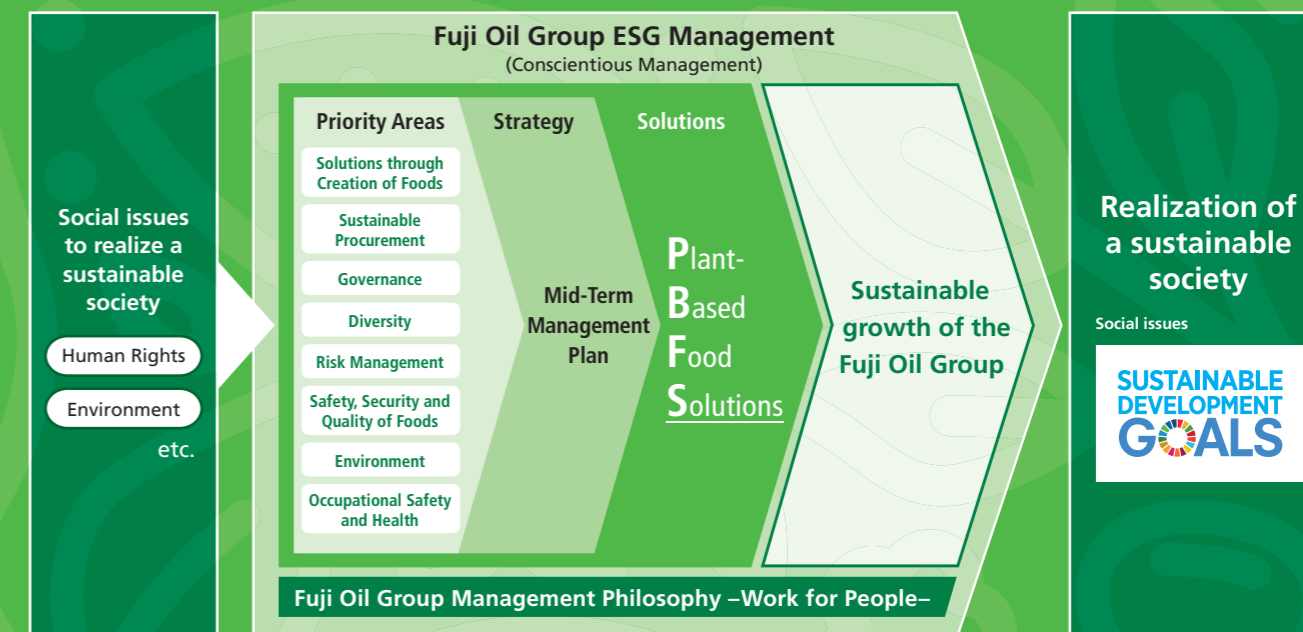 Social issues
to realize a
sustainable
society
Human Rights
Environment
etc.
Fuji Oil Group ESG Management
(Conscientious Management)
Priority Areas
Solutions through
Creation of Foods
Sustainable
Procurement
Governance
Diversity
Risk Management
Safety, Security and
Quality of Foods
Environment
Occupational Safety
and Health
Strategy
Mid-Term
Management
Plan
Solutions
Plant-
Based
Food
Solutions
Sustainable
growth of the
Fuji Oil Group
Fuji Oil Group Management Philosophy –Work for People–
Realization of
a sustainable
society
Social issues
SUSTAINABLE
DEVELOPMENT
GOALS